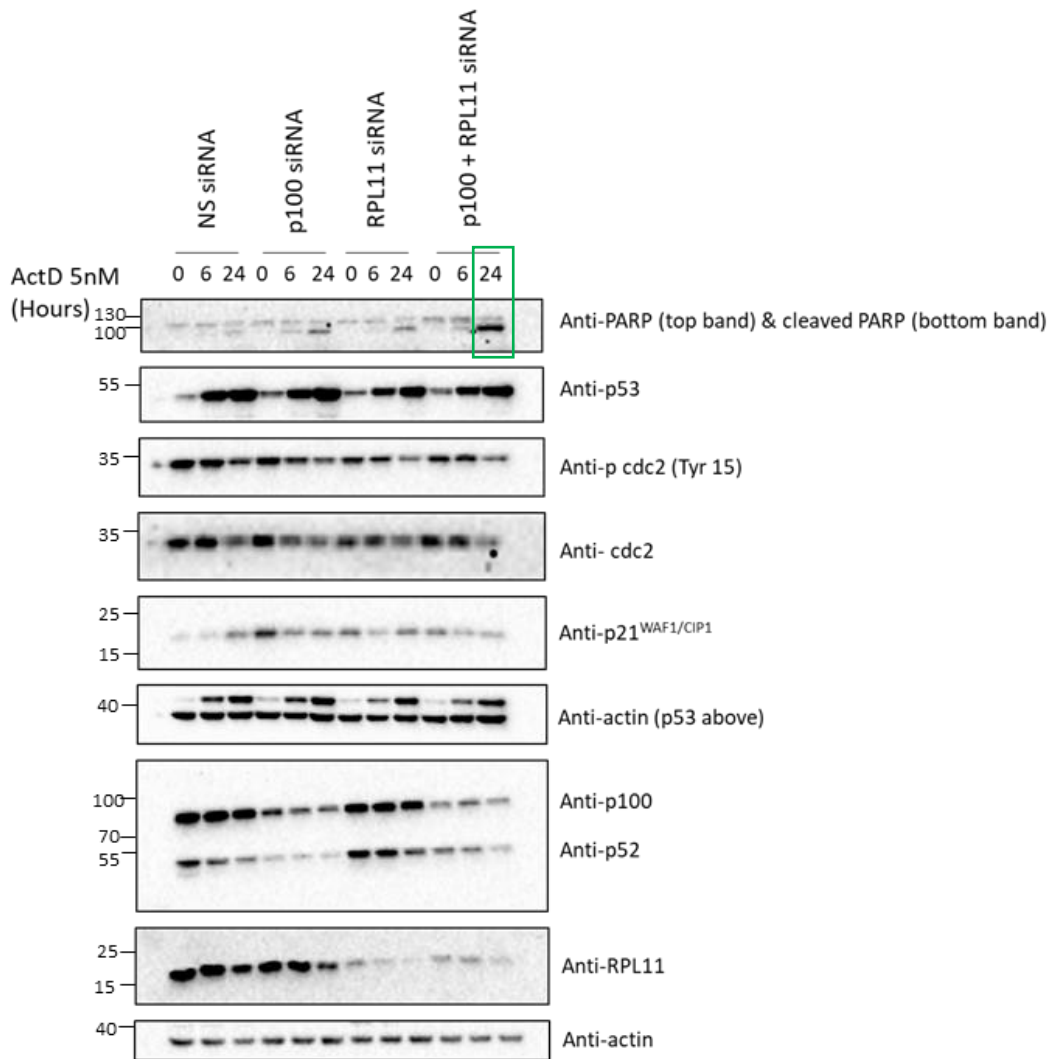 NS siRNA
p100 siRNA
RPL11 siRNA
p100 + RPL11 siRNA
ActD 5nM
(Hours)
0 6 24 0 6 24 0 6 24 0 6 24
130
100
Anti-PARP (top band) & cleaved PARP (bottom band)
55
Anti-p53
35
Anti-p cdc2 (Tyr 15)
35
Anti- cdc2
25
15
Anti-p21WAF1/CIP1
40
Anti-actin (p53 above)
100
70
55
Anti-p100
Anti-p52
25
15
Anti-RPL11
40
Anti-actin